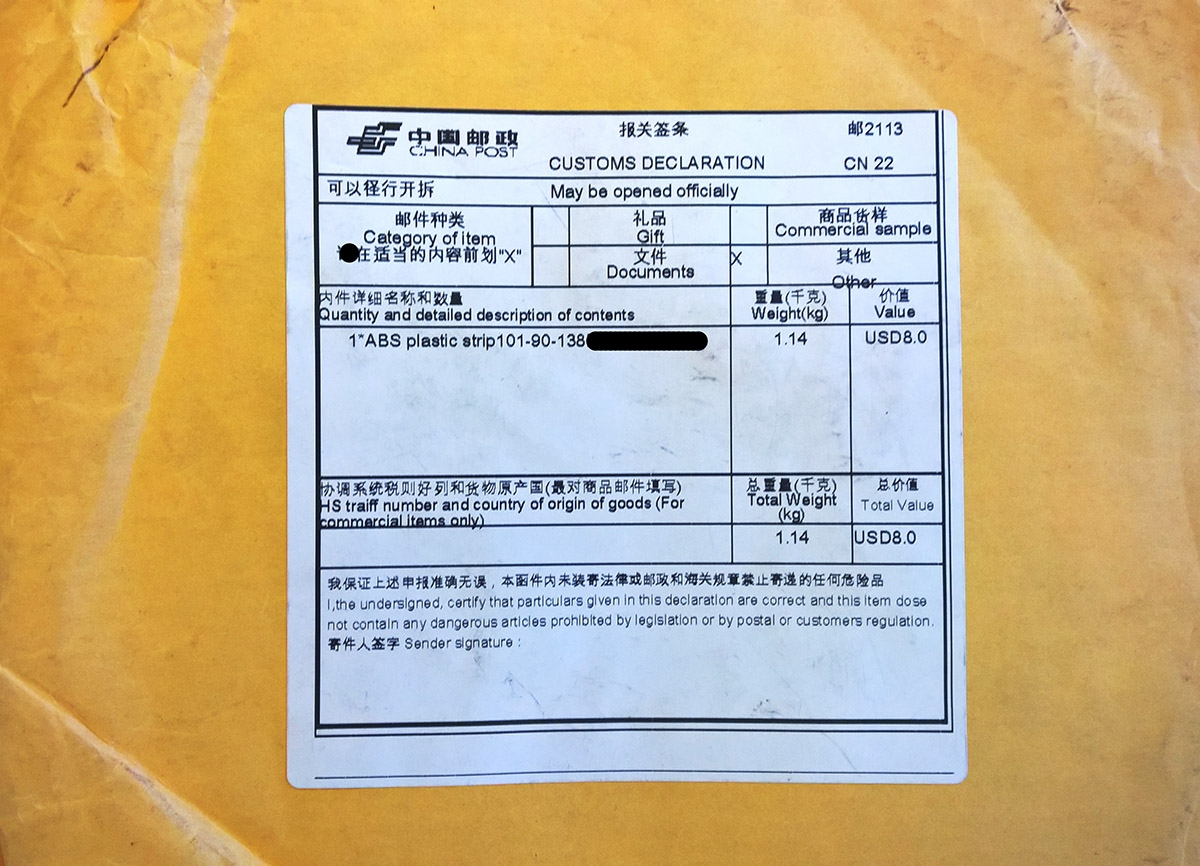 中国邮政
CHINA POST
报关签条
邮2113
CUSTOMS DECLARATION
CN 22
可以径行开拆
May be opened officially
邮件种类
Category of item
在适当的内容前划"X"
礼品
Gift
商品货样
Commercial sample
文件
Documents
X
其他
Other
内件详细名称和数量
Quantity and detailed description of contents
重量(千克)
Weight(kg)
价值
Value
1*ABS plastic strip101-90-138
1.14
USD8.0
协调系统税则好列和货物原产国(最对商品邮件填写)
HS traiff number and country of origin of goods (For
commercial items only)
总重量(千克)
Total Weight
(kg)
总价值
Total Value
1.14
USD8.0
我保证上述申报准确无误，本函件内未装寄法律或邮政和海关规章禁止寄递的任何危险品
I,the undersigned, certify that particulars given in this declaration are correct and this item dose
not contain any dangerous articles prohibited by legislation or by postal or customers regulation.
寄件人签字 Sender signature :